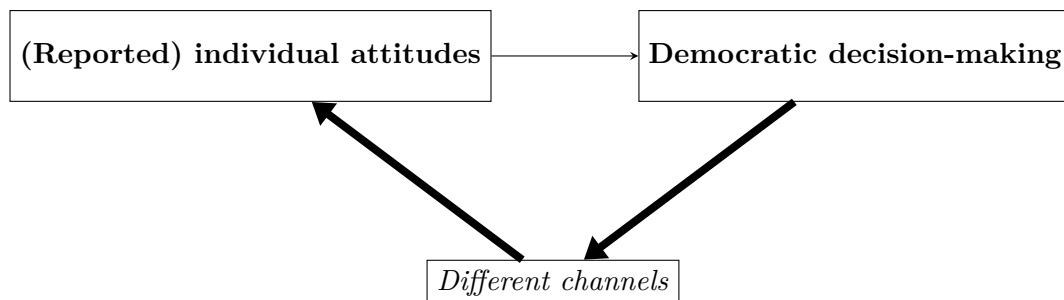 (Reported) individual attitudes
Democratic decision-making
Different channels